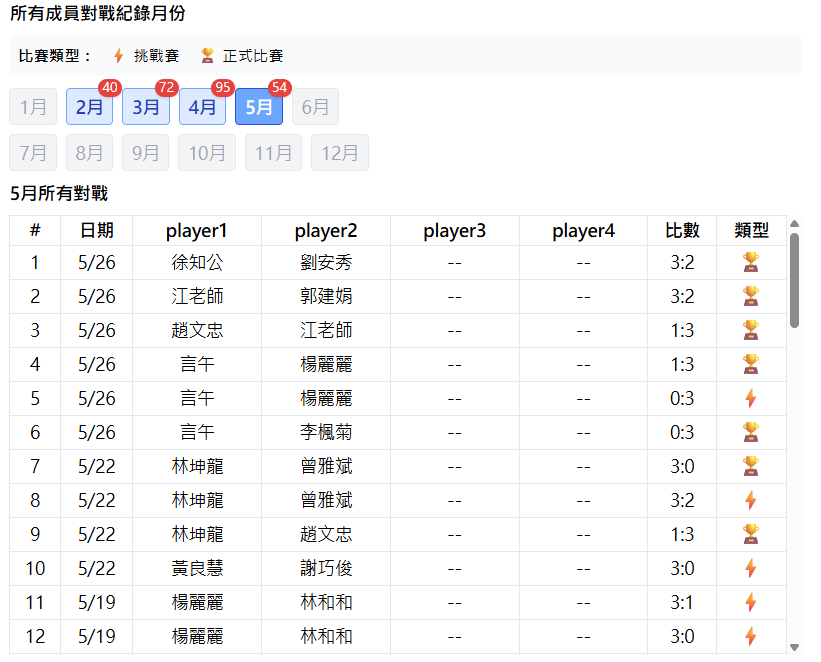 所有成員對戰紀錄月份
比賽類型： ⚡ 挑戰賽 🏆 正式比賽
1月 2月 40 3月 72 4月 95 5月 54 6月
7月 8月 9月 10月 11月 12月
5月所有對戰
# 日期 player1 player2 player3 player4 比數 類型
1 5/26 徐知公 劉安秀 -- -- 3:2 🏆
2 5/26 江老師 郭建娟 -- -- 3:2 🏆
3 5/26 趙文忠 江老師 -- -- 1:3 🏆
4 5/26 言午 楊麗麗 -- -- 1:3 🏆
5 5/26 言午 楊麗麗 -- -- 0:3 ⚡
6 5/26 言午 李楓菊 -- -- 0:3 🏆
7 5/22 林坤龍 曾雅斌 -- -- 3:0 🏆
8 5/22 林坤龍 曾雅斌 -- -- 3:2 ⚡
9 5/22 林坤龍 趙文忠 -- -- 1:3 🏆
10 5/22 黃良慧 謝巧俊 -- -- 3:0 ⚡
11 5/19 楊麗麗 林和和 -- -- 3:1 ⚡
12 5/19 楊麗麗 林和和 -- -- 3:0 ⚡